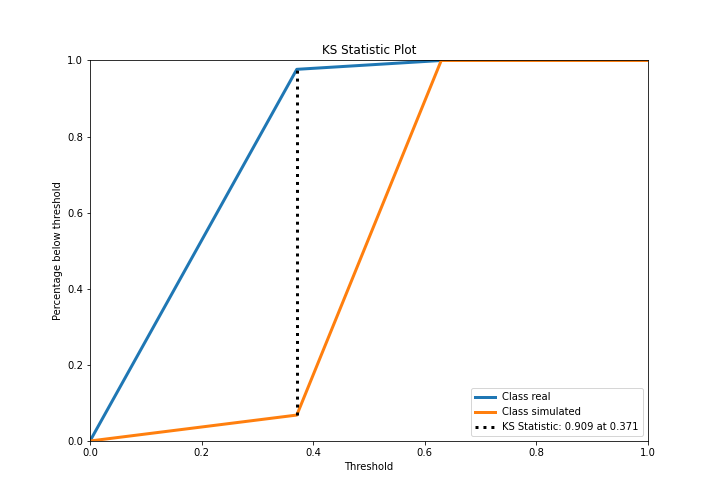 KS Statistic Plot
Percentage below threshold
1.0
0.8
0.6
0.4
0.2
0.0
0.0 0.2 0.4 0.6 0.8 1.0
Threshold
Class real
Class simulated
KS Statistic: 0.909 at 0.371